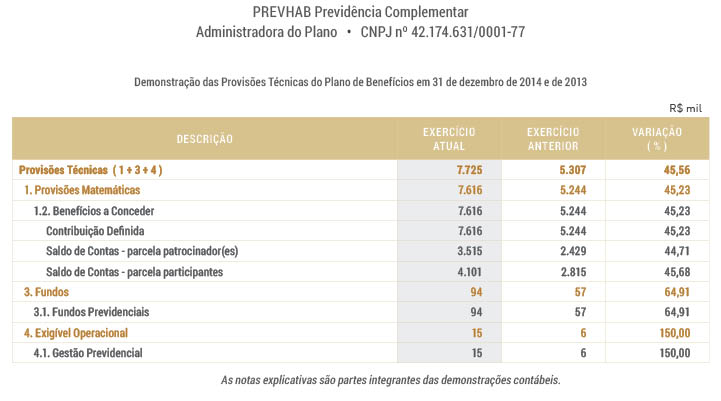 PREVHAB Previdência Complementar
Administradora do Plano • CNPJ nº 42.174.631/0001-77
Demonstração das Provisões Técnicas do Plano de Benefícios em 31 de dezembro de 2014 e de 2013
R$ mil
DESCRIÇÃO EXERCÍCIO ATUAL EXERCÍCIO ANTERIOR VARIAÇÃO (%)
Provisões Técnicas ( 1 + 3 + 4 ) 7.725 5.307 45,56
1. Provisões Matemáticas 7.616 5.244 45,23
1.2. Benefícios a Conceder 7.616 5.244 45,23
Contribuição Definida 7.616 5.244 45,23
Saldo de Contas - parcela patrocinador(es) 3.515 2.429 44,71
Saldo de Contas - parcela participantes 4.101 2.815 45,68
3. Fundos 94 57 64,91
3.1. Fundos Previdenciais 94 57 64,91
4. Exigível Operacional 15 6 150,00
4.1. Gestão Previdencial 15 6 150,00
As notas explicativas são partes integrantes das demonstrações contábeis.